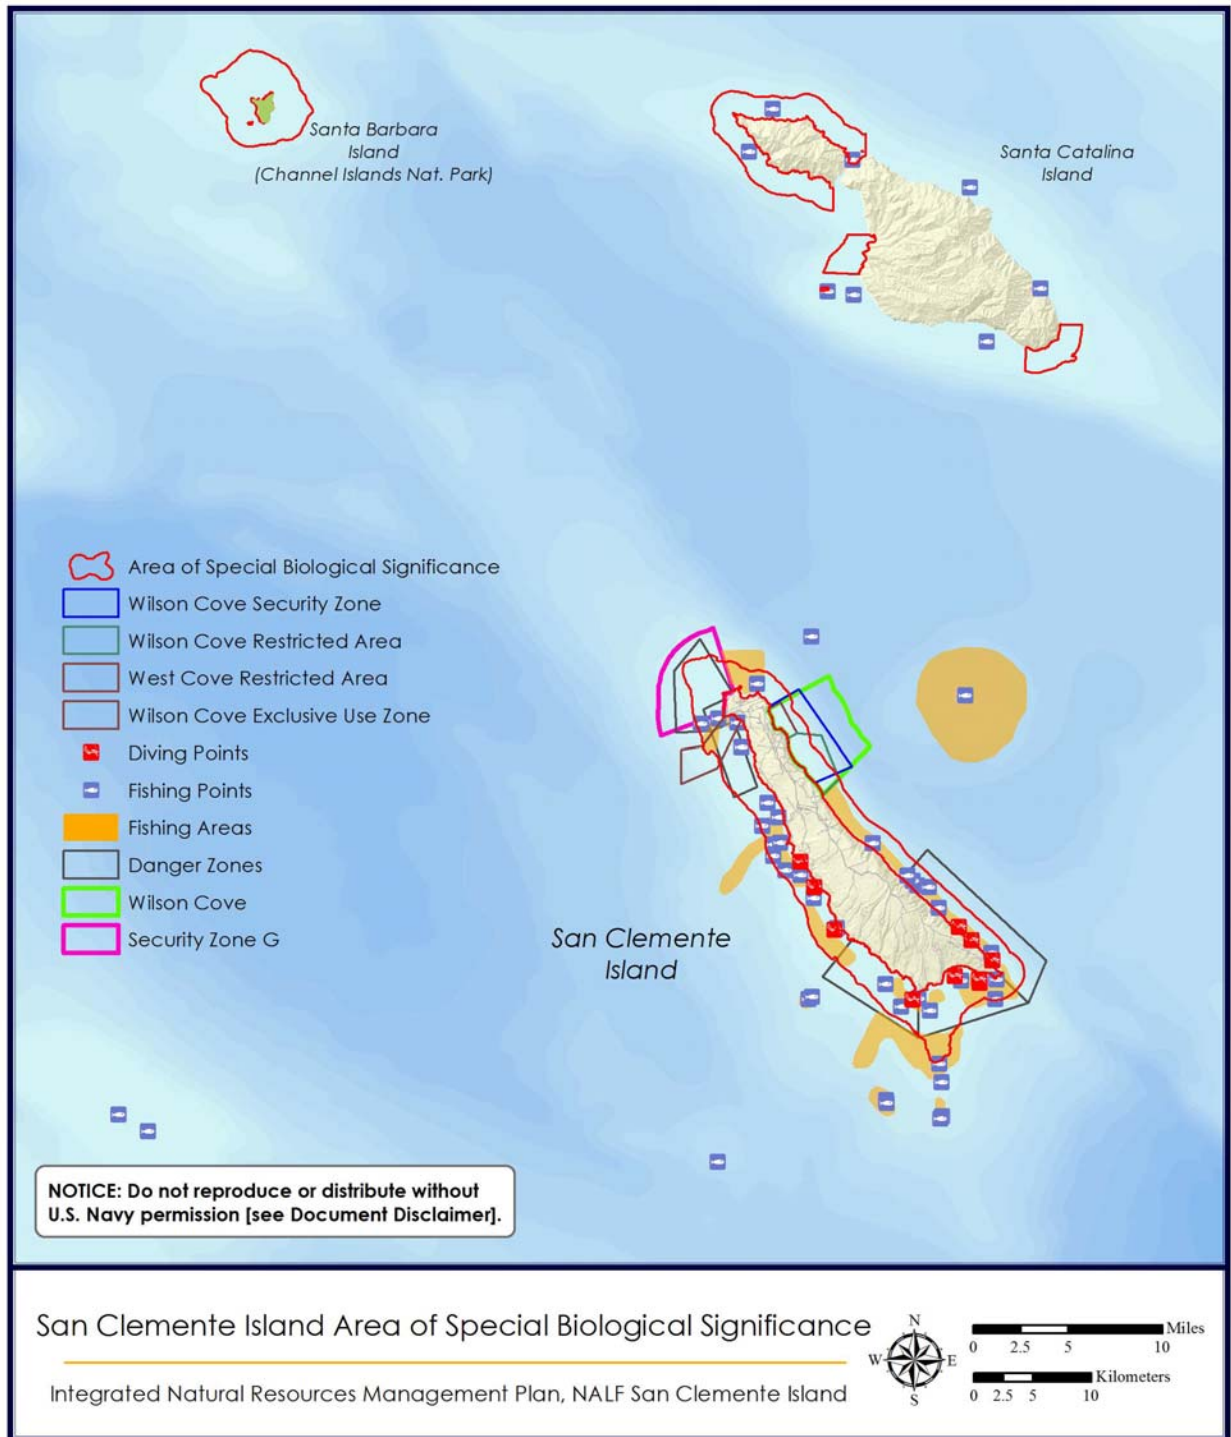 Santa Barbara
Island
(Channel Islands Nat. Park)
Santa Catalina
Island
Area of Special Biological Significance
Wilson Cove Security Zone
Wilson Cove Restricted Area
West Cove Restricted Area
Wilson Cove Exclusive Use Zone
Diving Points
Fishing Points
Fishing Areas
Danger Zones
Wilson Cove
Security Zone G
San Clemente
Island
NOTICE: Do not reproduce or distribute without
U.S. Navy permission [see Document Disclaimer].
San Clemente Island Area of Special Biological Significance
Integrated Natural Resources Management Plan, NALF San Clemente Island
N
W E
S
Miles
0 2.5 5 10
Kilometers
0 2.5 5 10